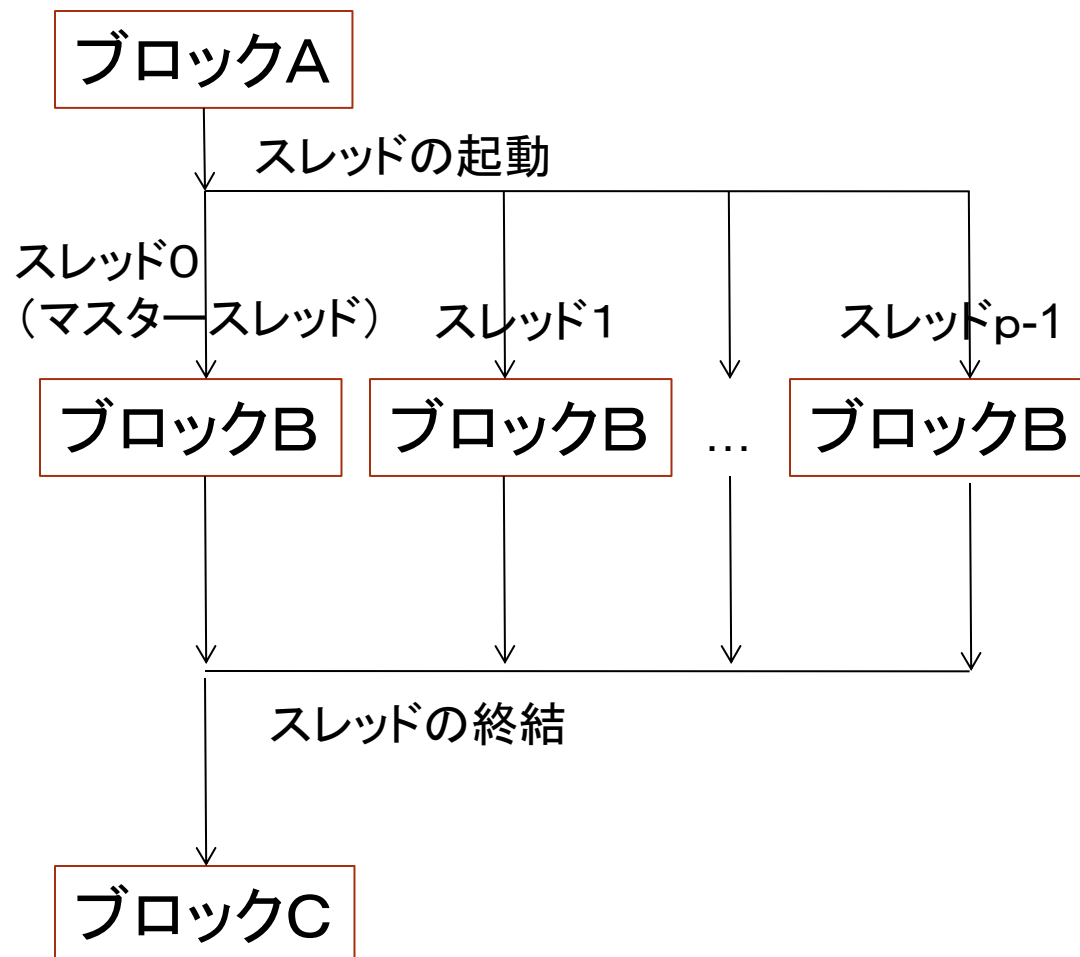 ブロックA
スレッドの起動
スレッド0
（マスタースレッド）
スレッド1
スレッドp-1
ブロックB
ブロックB
…
ブロックB
スレッドの終結
ブロックC